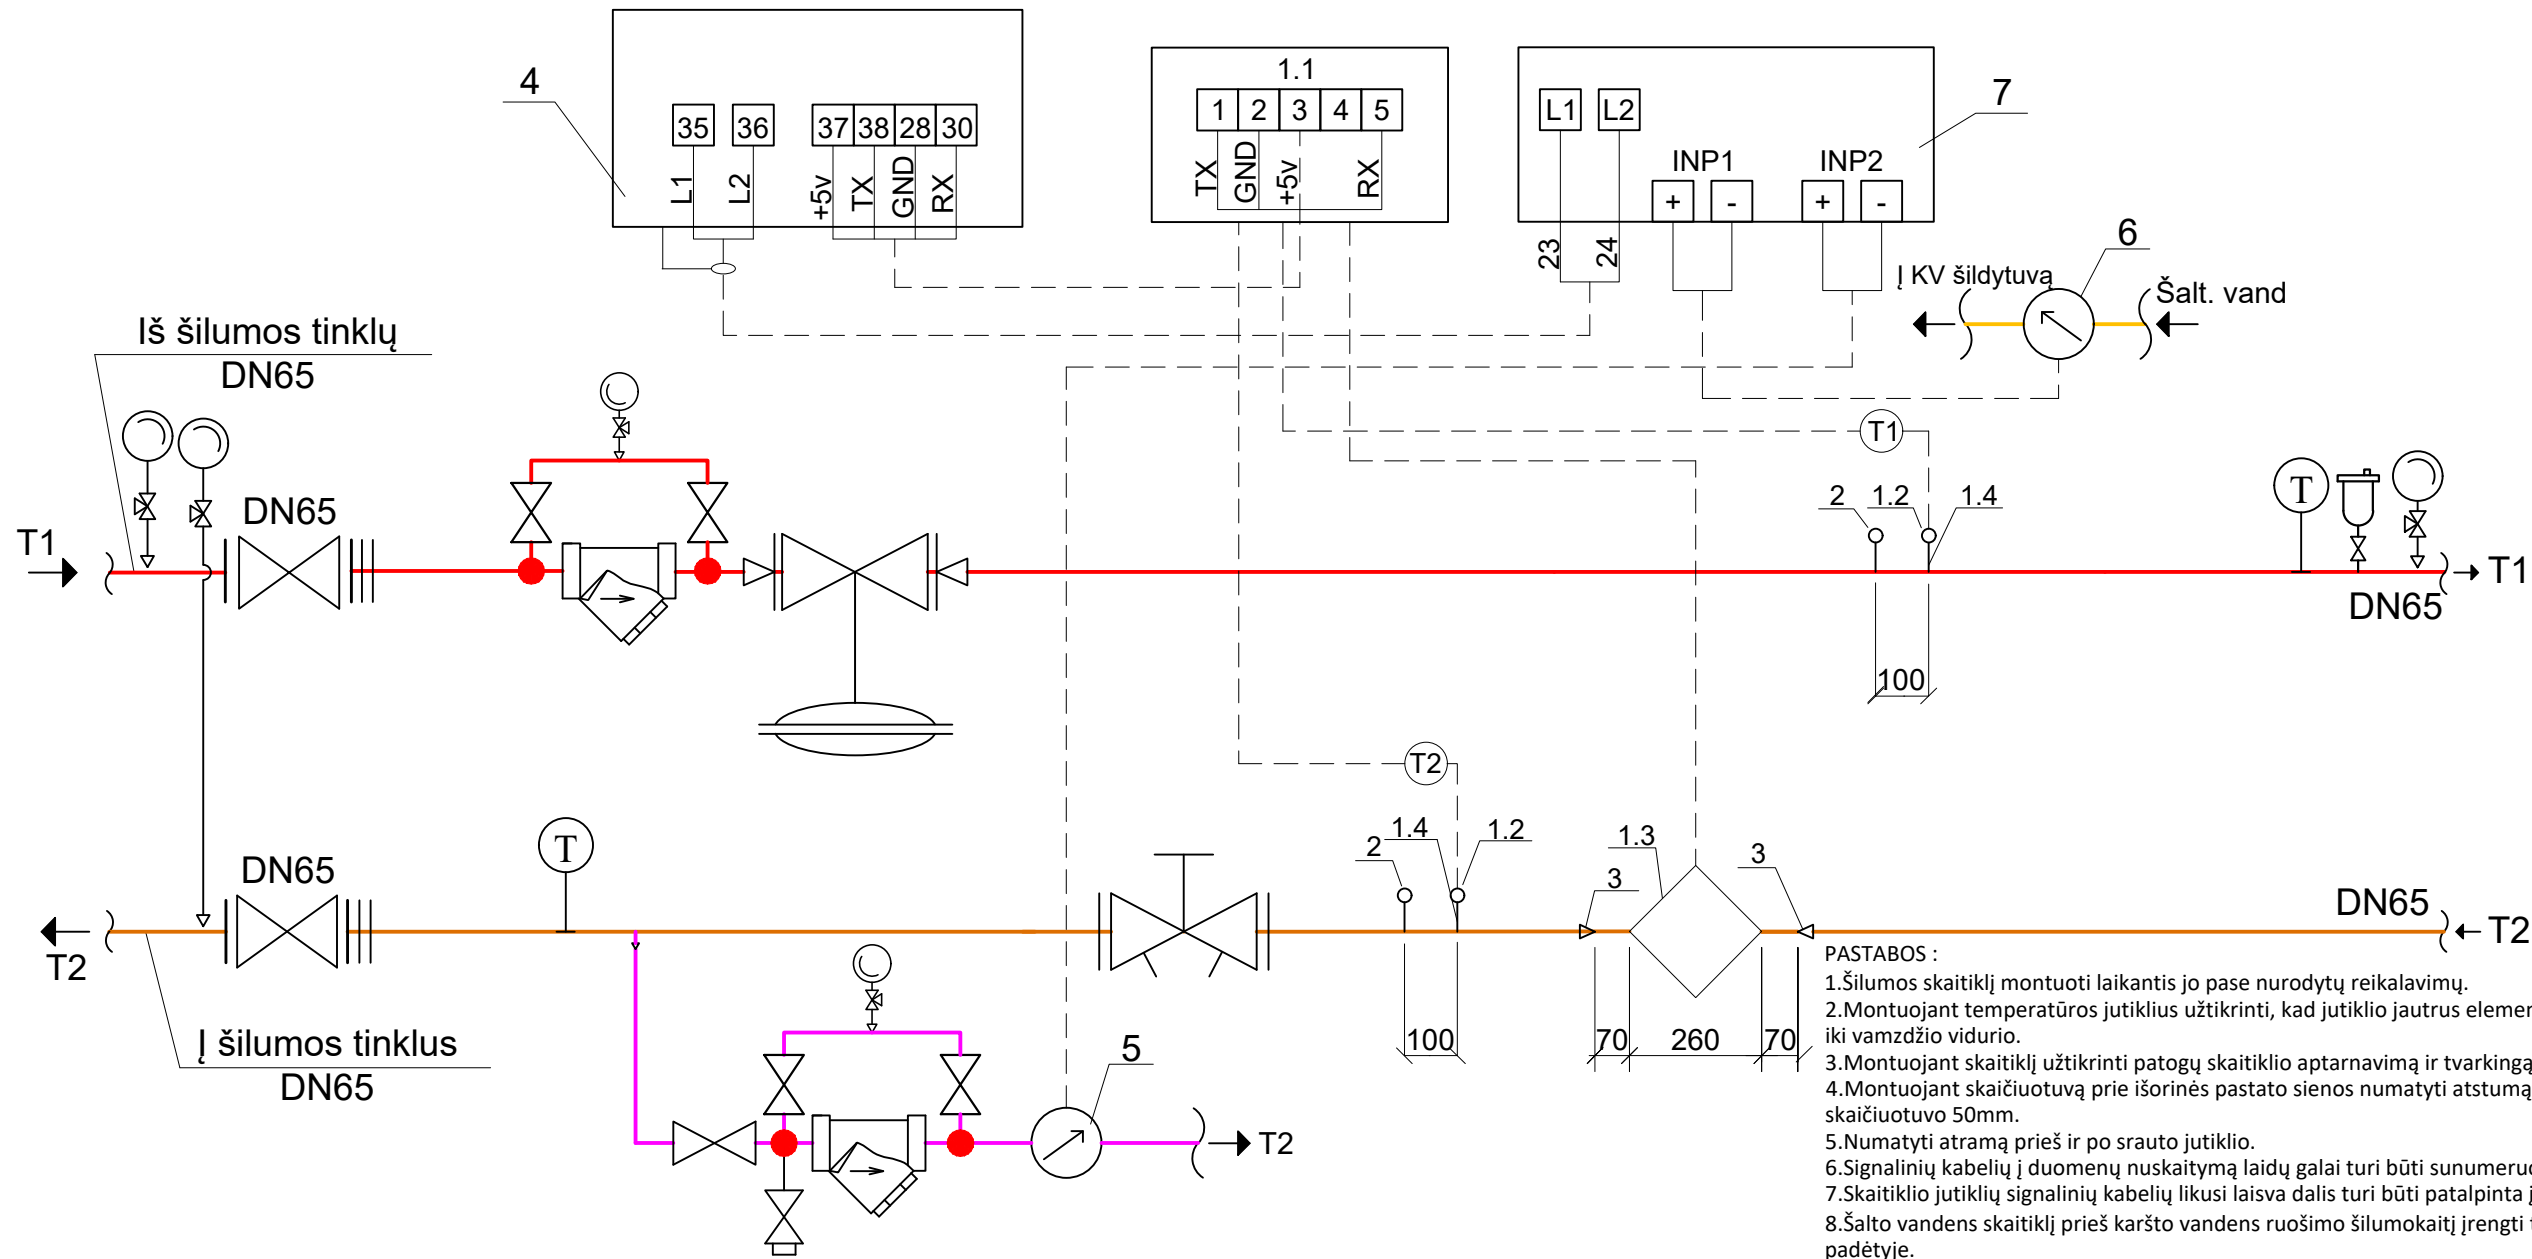 4
35 36 37 38 28 30
L1 L2 +5v TX GND RX
1.1
1 2 3 4 5
TX GND +5v RX
7
L1 L2
INP1 INP2
+ - + -
23 24
6
Į KV šildytuvą
Šalt. vand
Iš šilumos tinklų
DN65
T1
DN65
T1
2 1.2 1.4
T
T1
DN65
100
T2
DN65
T
2 1.4 1.2
1.3
3 3
DN65
T2
T2
Į šilumos tinklus
DN65
100
70 260 70
5
T2
PASTABOS :
1.Šilumos skaitiklį montuoti laikantis jo pase nurodytų reikalavimų.
2.Montuojant temperatūros jutiklius užtikrinti, kad jutiklio jautrus elemen
iki vamzdžio vidurio.
3.Montuojant skaitiklį užtikrinti patogų skaitiklio aptarnavimą ir tvarkingą
4.Montuojant skaičiuotuvą prie išorinės pastato sienos numatyti atstumą
skaičiuotuvo 50mm.
5.Numatyti atramą prieš ir po srauto jutiklio.
6.Signalinių kabelių į duomenų nuskaitymą laidų galai turi būti sunumeruo
7.Skaitiklio jutiklių signalinių kabelių likusi laisva dalis turi būti patalpinta į
8.Šalto vandens skaitiklį prieš karšto vandens ruošimo šilumokaitį įrengti
padėtyje.